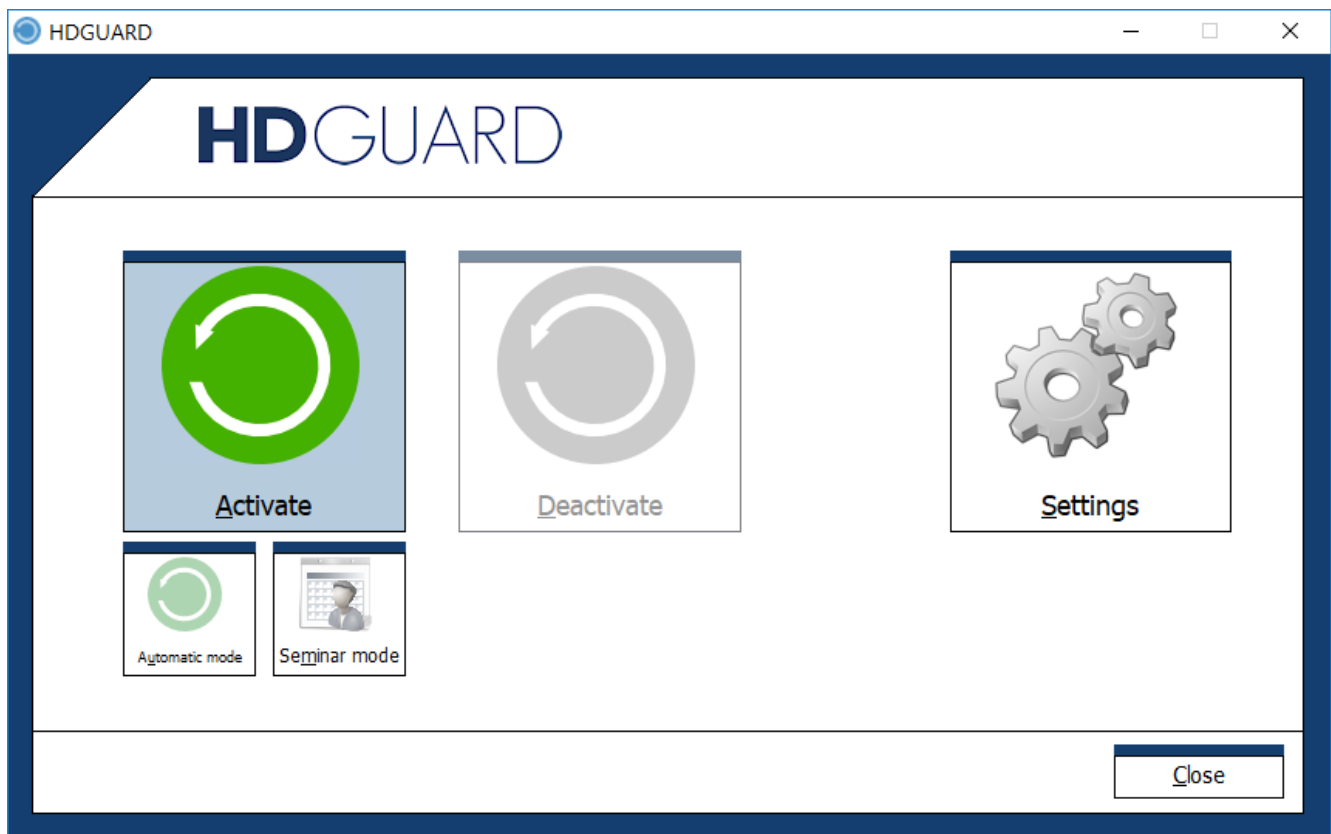 HDGUARD
HDGUARD
Activate
Deactivate
Settings
Automatic mode
Seminar mode
Close